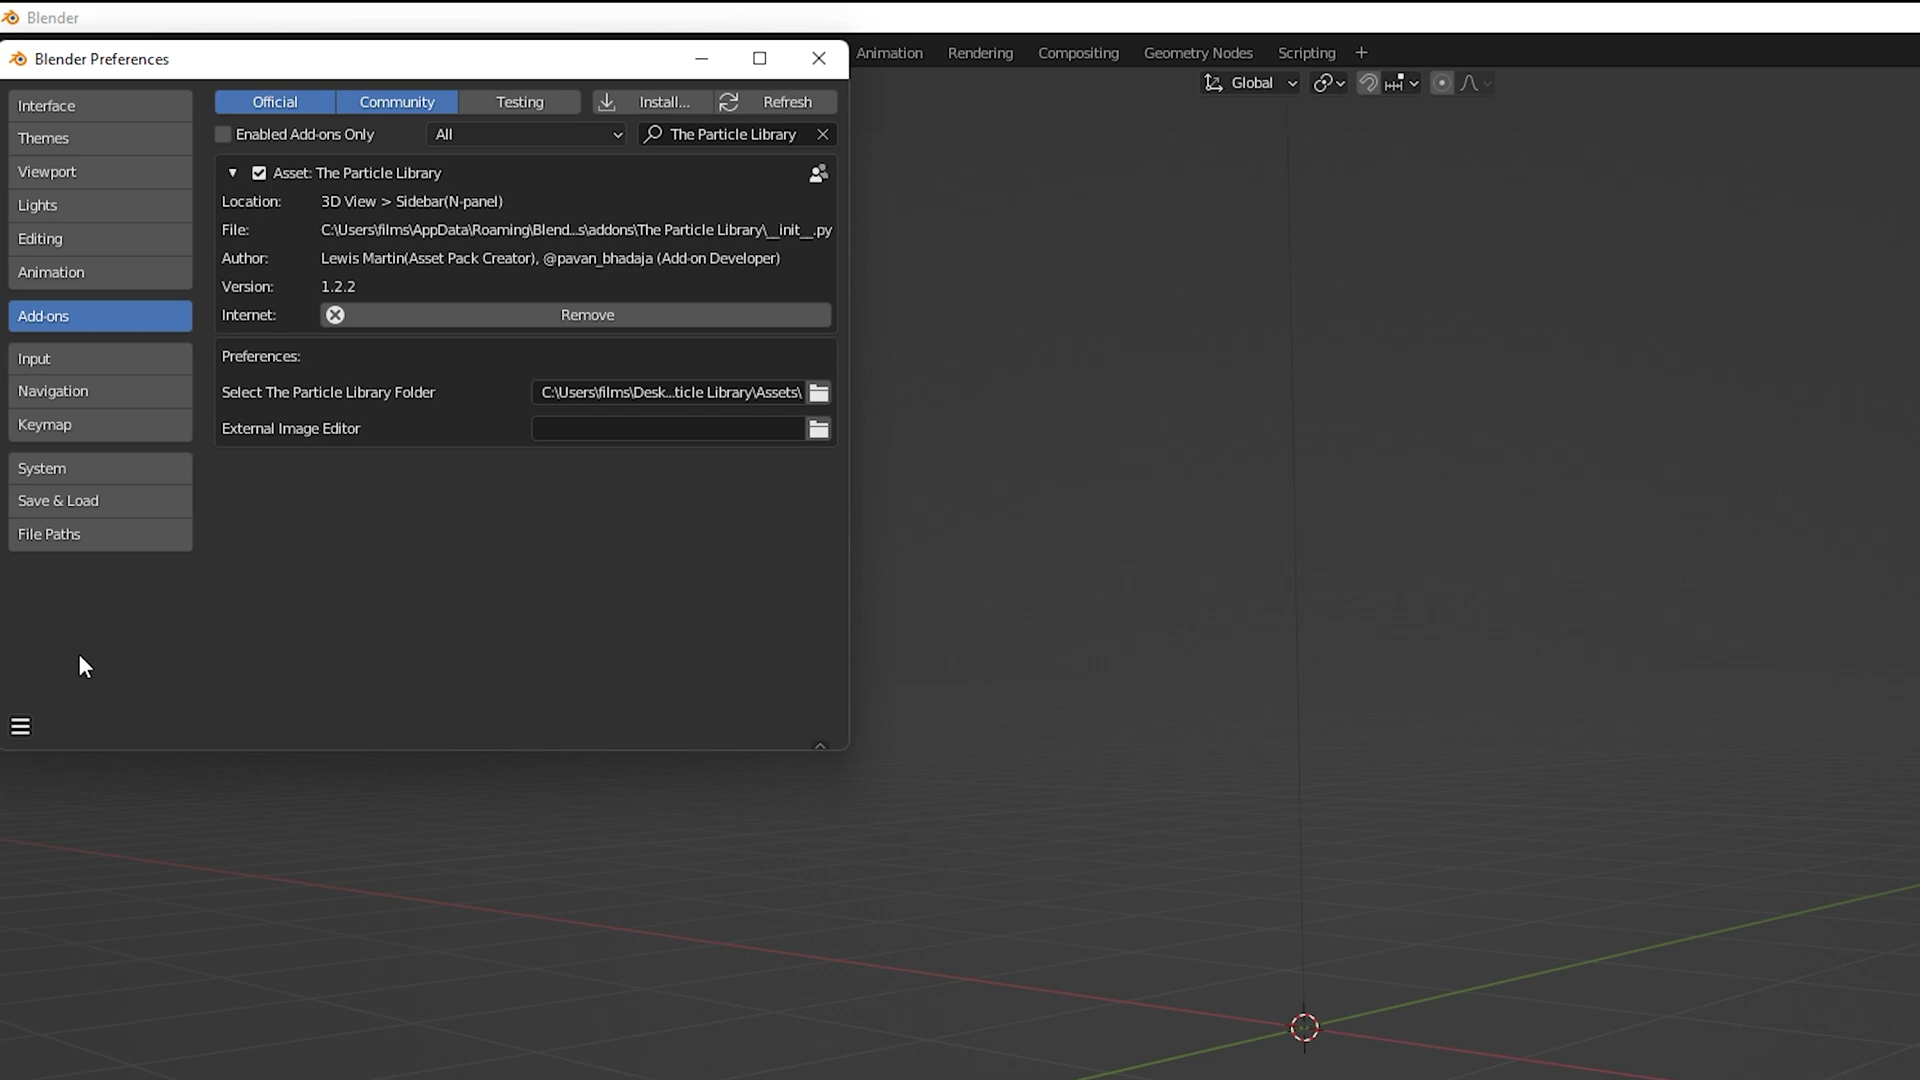 Blender
Blender Preferences
Animation Rendering Compositing Geometry Nodes Scripting +
Global
Interface
Themes
Viewport
Lights
Editing
Animation
Add-ons
Input
Navigation
Keymap
System
Save & Load
File Paths
Official Community Testing Install... Refresh
Enabled Add-ons Only All The Particle Library
Asset: The Particle Library
Location: 3D View > Sidebar(N-panel)
File: C:\Users\films\AppData\Roaming\Blend...s\addons\The Particle Library\__init__.py
Author: Lewis Martin(Asset Pack Creator), @pavan_bhadaja (Add-on Developer)
Version: 1.2.2
Internet: Remove
Preferences:
Select The Particle Library Folder C:\Users\films\Desk...ticle Library\Assets\
External Image Editor